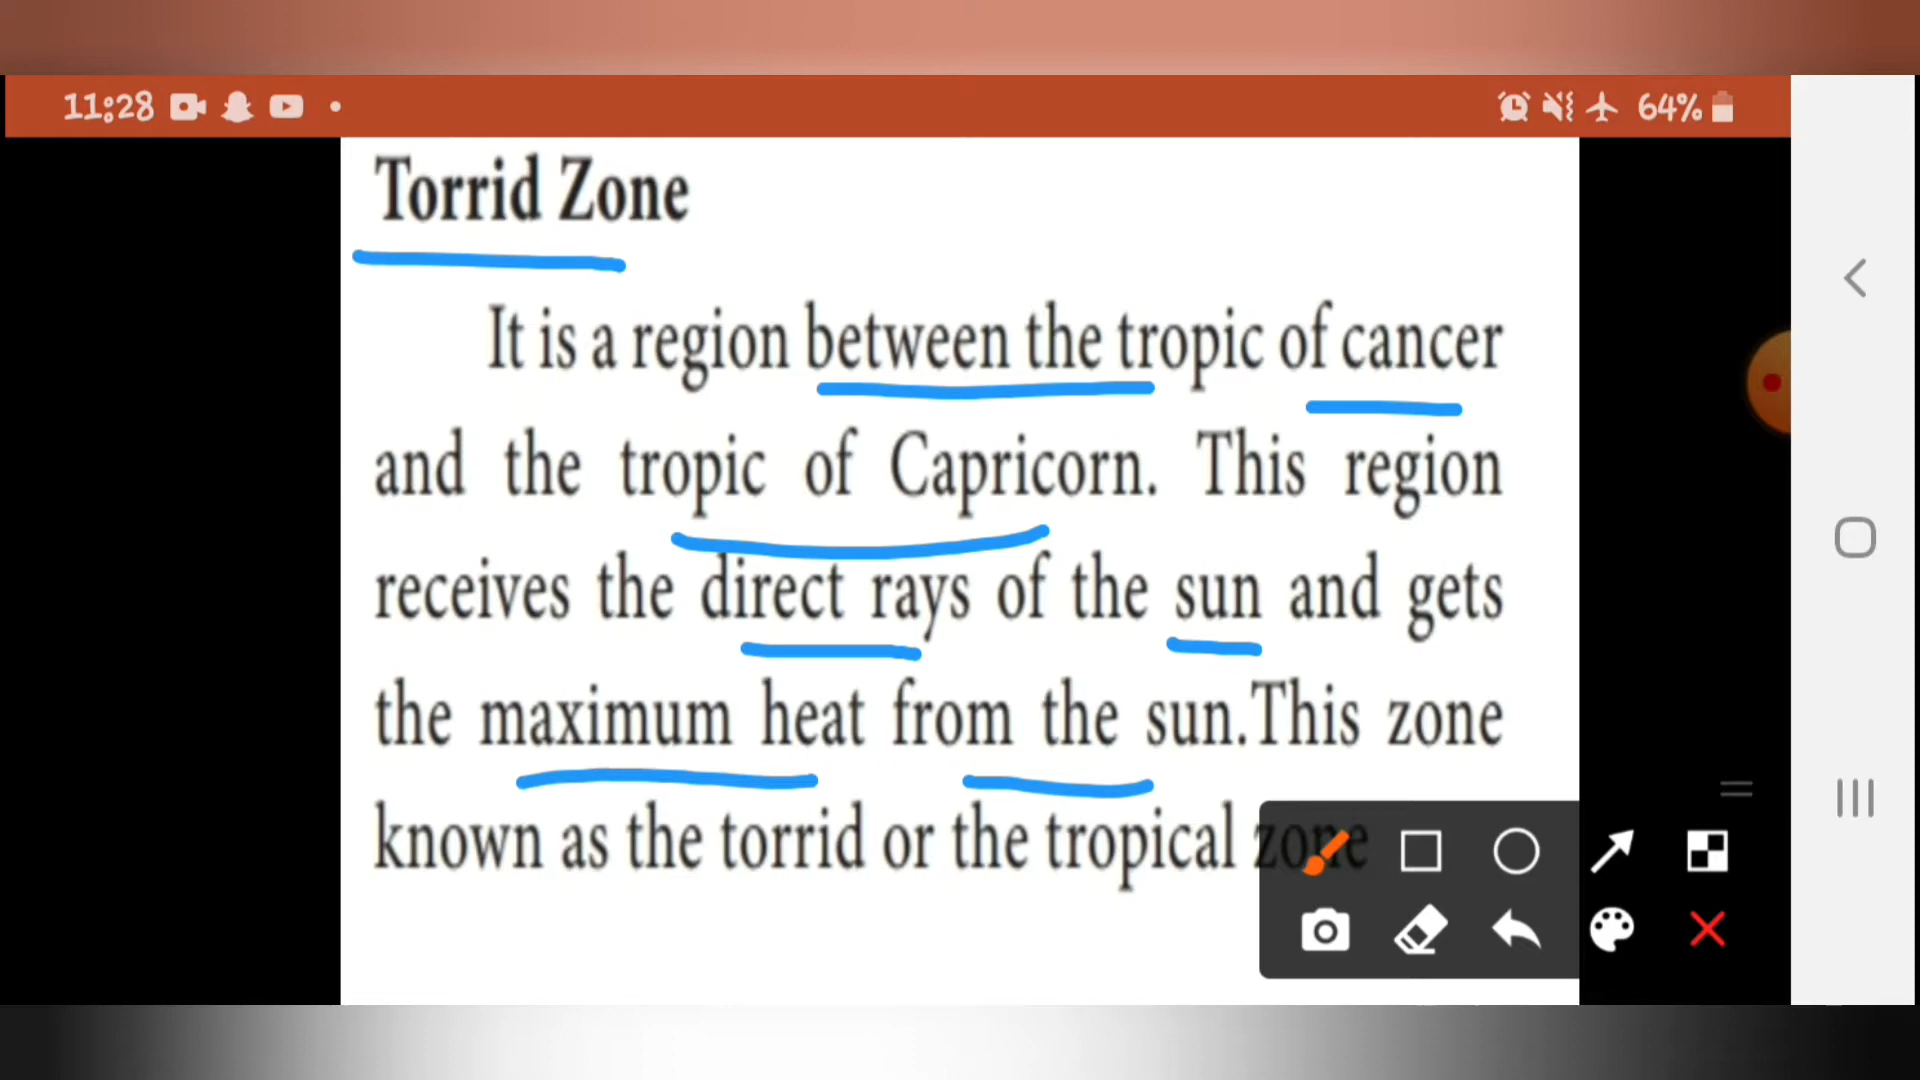 11:28
64%
Torrid Zone
It is a region between the tropic of cancer
and the tropic of Capricorn. This region
receives the direct rays of the sun and gets
the maximum heat from the sun.This zone
known as the torrid or the tropical zone